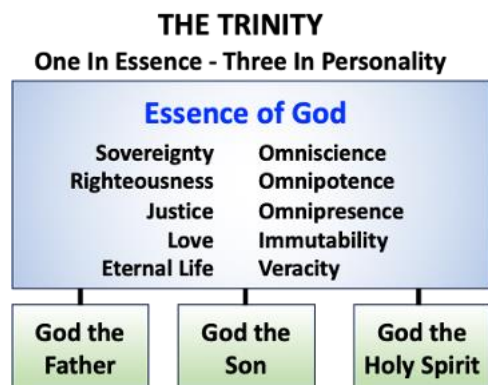 THE TRINITY
One In Essence - Three In Personality
Essence of God
Sovereignty Omniscience
Righteousness Omnipotence
Justice Omnipresence
Love Immutability
Eternal Life Veracity
God the
Father
God the
Son
God the
Holy Spirit